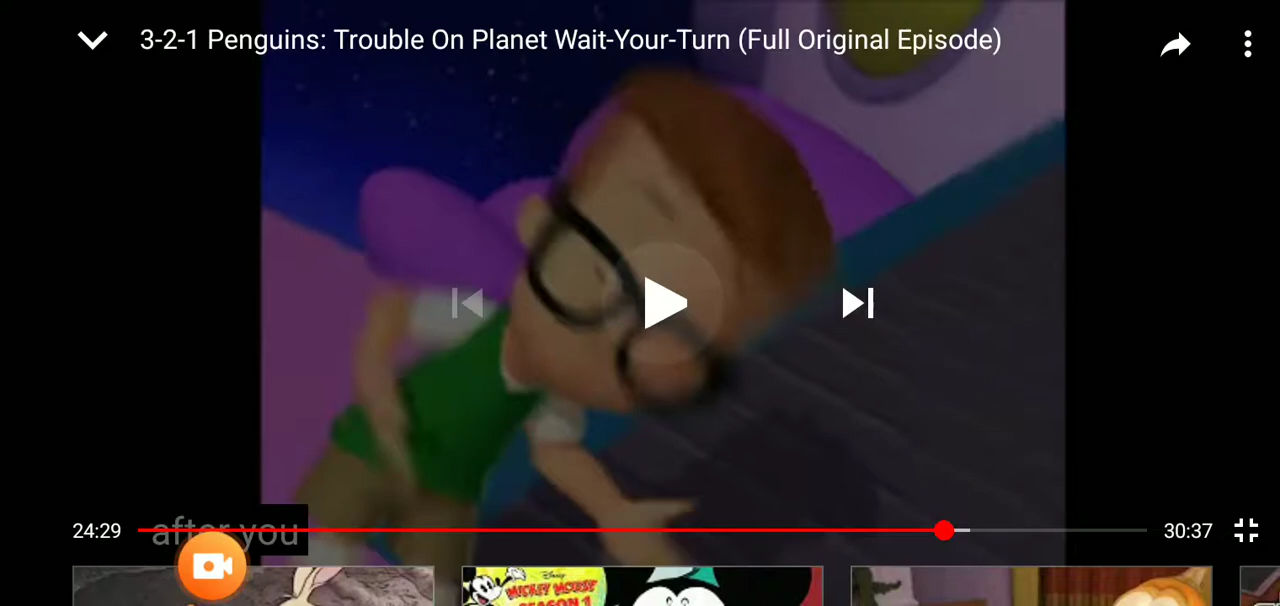 3-2-1 Penguins: Trouble On Planet Wait-Your-Turn (Full Original Episode)
24:29
after you
30:37
Disney
MICKEY MOUSE
SEASON 1